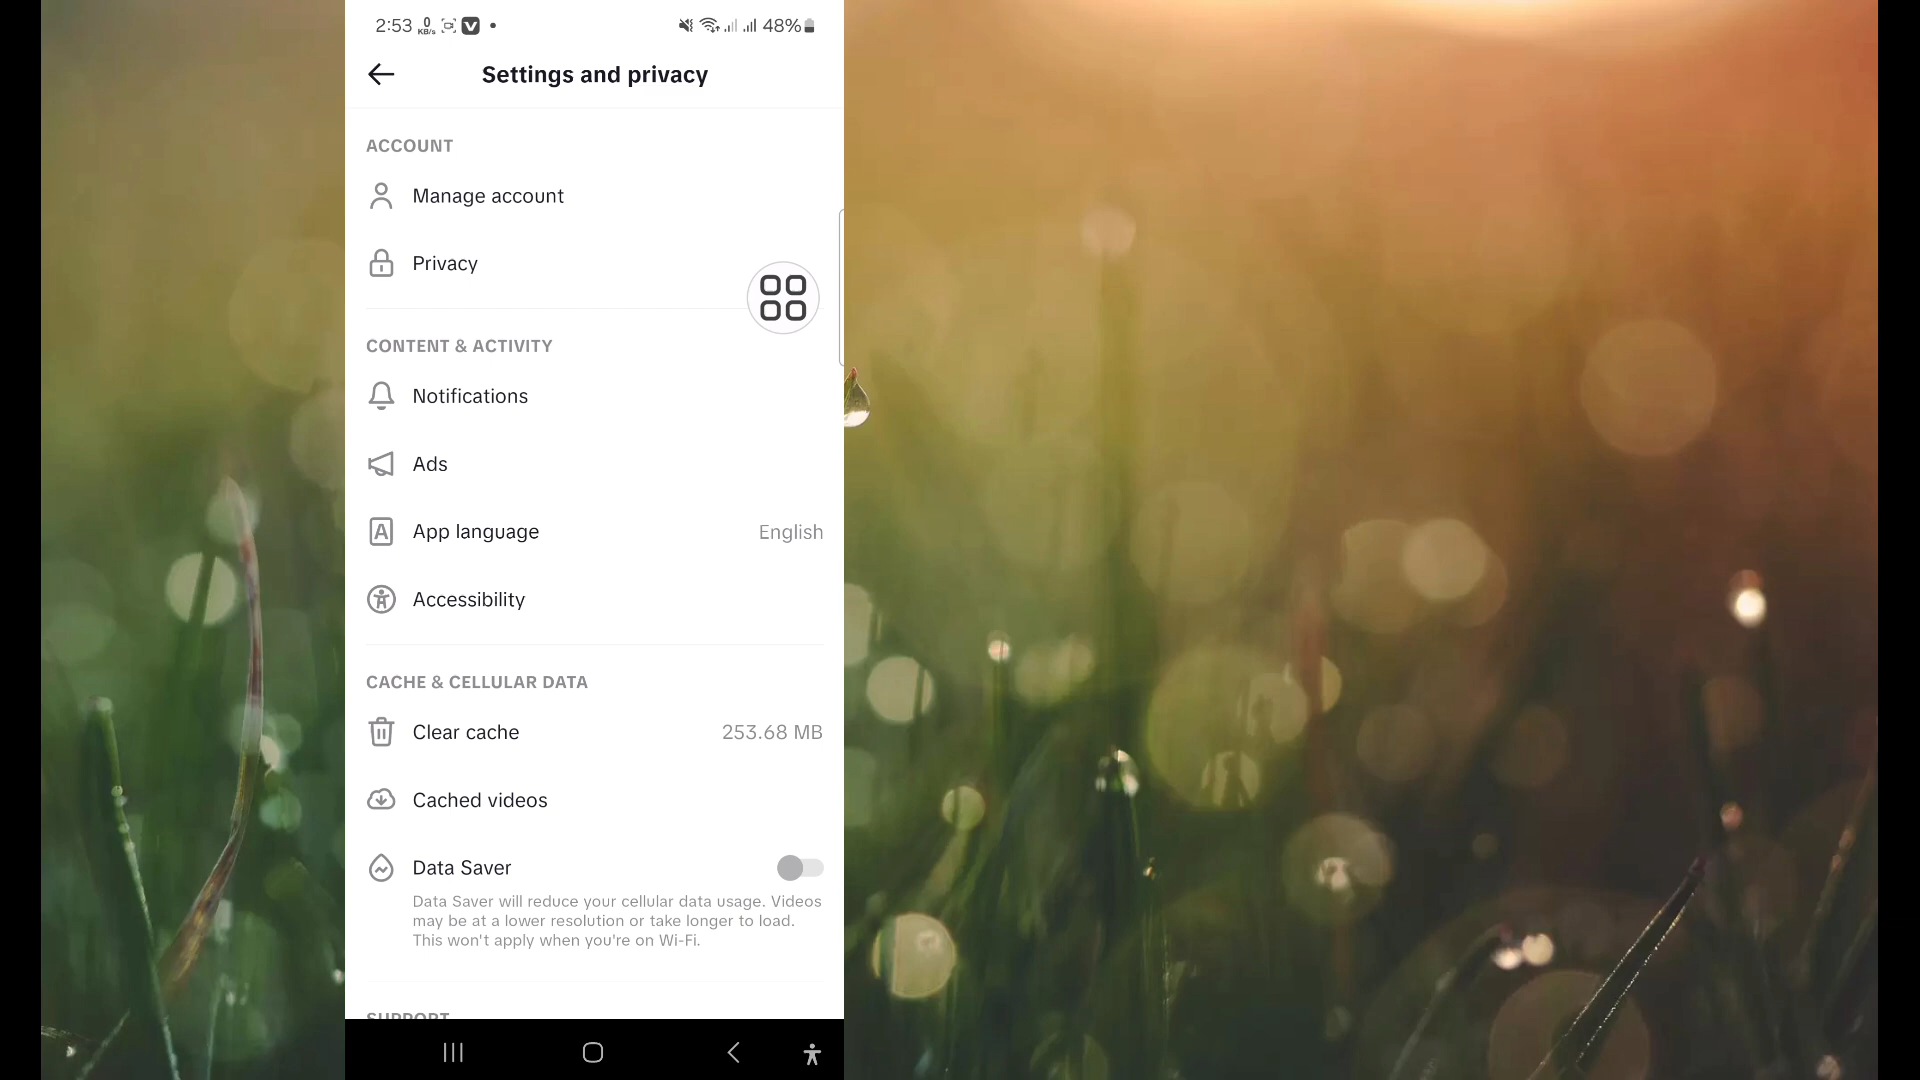 2:53 0 KB/s V 48%
Settings and privacy
ACCOUNT
Manage account
Privacy
CONTENT & ACTIVITY
Notifications
Ads
A App language English
Accessibility
CACHE & CELLULAR DATA
Clear cache 253.68 MB
Cached videos
Data Saver
Data Saver will reduce your cellular data usage. Videos
may be at a lower resolution or take longer to load.
This won't apply when you're on Wi-Fi.
SUPPORT